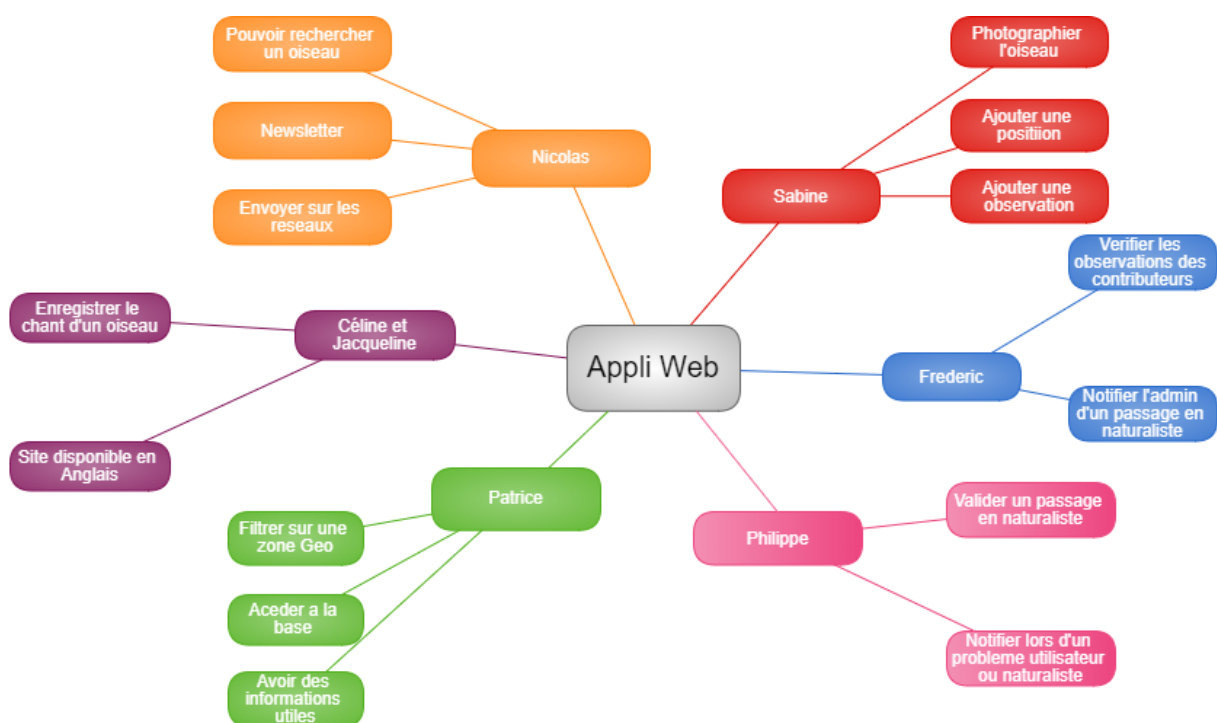 Pouvoir rechercher
un oiseau
Newsletter
Envoyer sur les
reseaux
Nicolas
Photographier
l'oiseau
Ajouter une
positiion
Ajouter une
observation
Sabine
Verifier les
observations des
contributeurs
Notifier l'admin
d'un passage en
naturaliste
Frederic
Appli Web
Enregistrer le
chant d'un oiseau
Céline et
Jacqueline
Site disponible en
Anglais
Patrice
Filtrer sur une
zone Geo
Aceder a la
base
Avoir des
informations
utiles
Philippe
Valider un passage
en naturaliste
Notifier lors d'un
probleme utilisateur
ou naturaliste